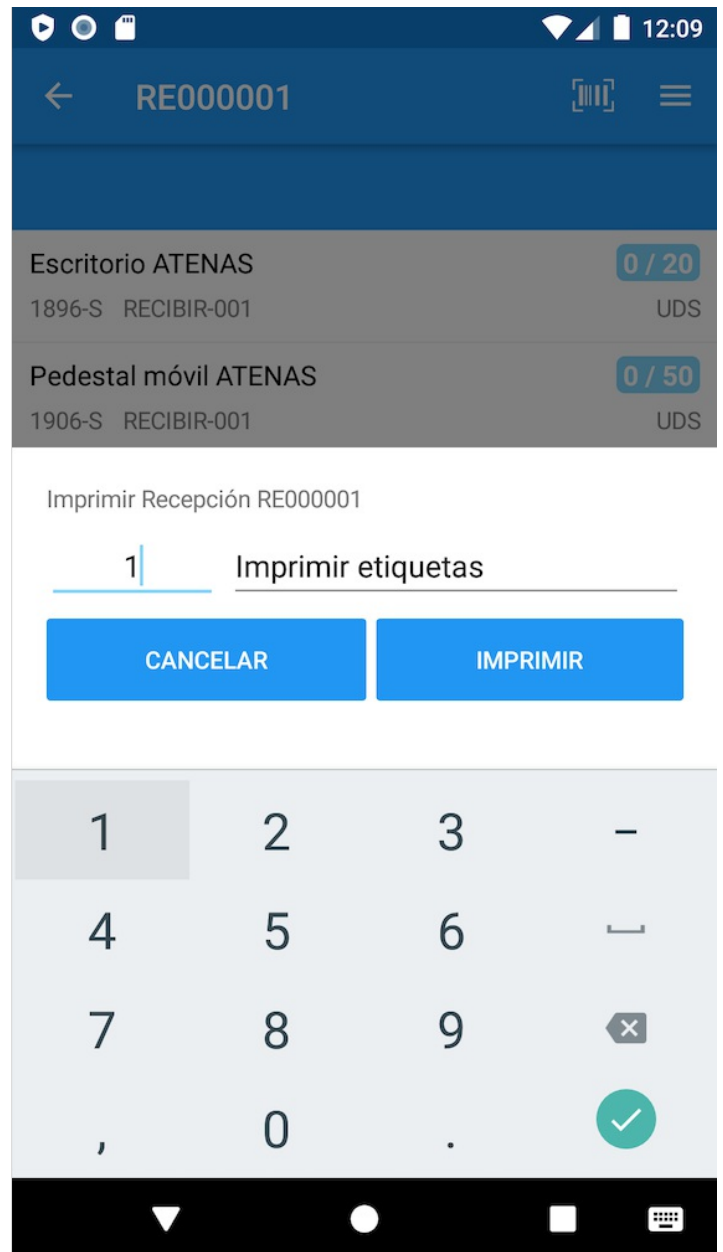 12:09
RE000001
Escritorio ATENAS 0 / 20
1896-S RECIBIR-001 UDS
Pedestal móvil ATENAS 0 / 50
1906-S RECIBIR-001 UDS
Imprimir Recepción RE000001
1 Imprimir etiquetas
CANCELAR IMPRIMIR
1 2 3 -
4 5 6
7 8 9
, 0 .